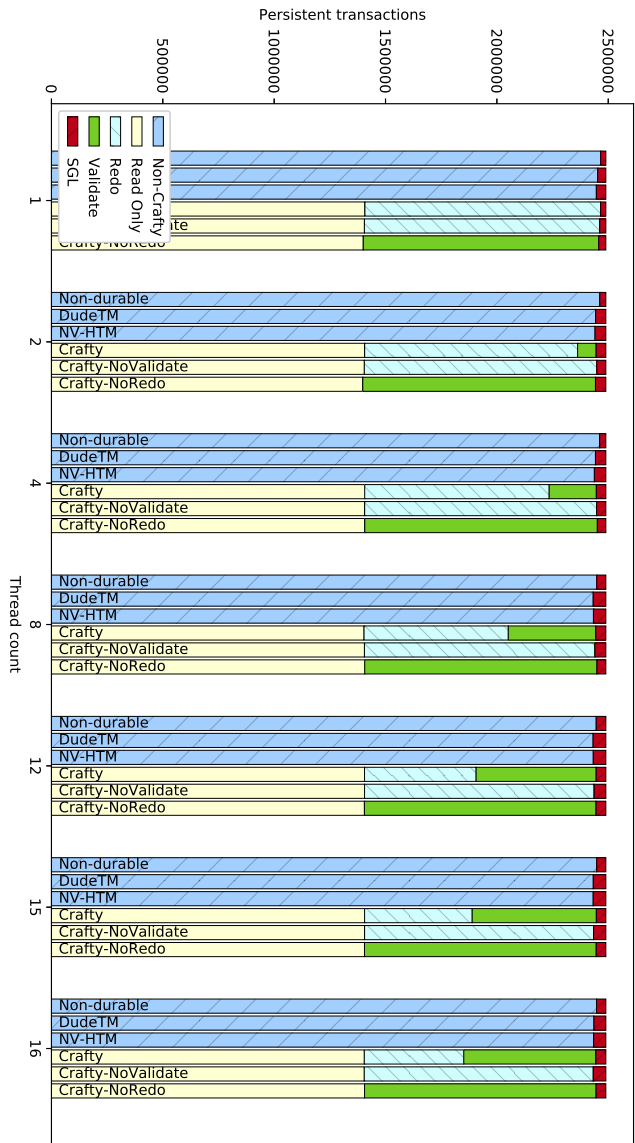 Persistent transactions
0
500000
1000000
1500000
2000000
2500000
Non-Crafty
Read Only
Redo
Validate
SGL
ate
Crafty-NoRedo
1
Non-durable
DudeTM
NV-HTM
Crafty
Crafty-NoValidate
Crafty-NoRedo
2
Non-durable
DudeTM
NV-HTM
Crafty
Crafty-NoValidate
Crafty-NoRedo
4
Non-durable
DudeTM
NV-HTM
Crafty
Crafty-NoValidate
Crafty-NoRedo
8
Non-durable
DudeTM
NV-HTM
Crafty
Crafty-NoValidate
Crafty-NoRedo
12
Non-durable
DudeTM
NV-HTM
Crafty
Crafty-NoValidate
Crafty-NoRedo
15
Non-durable
DudeTM
NV-HTM
Crafty
Crafty-NoValidate
Crafty-NoRedo
16
Thread count